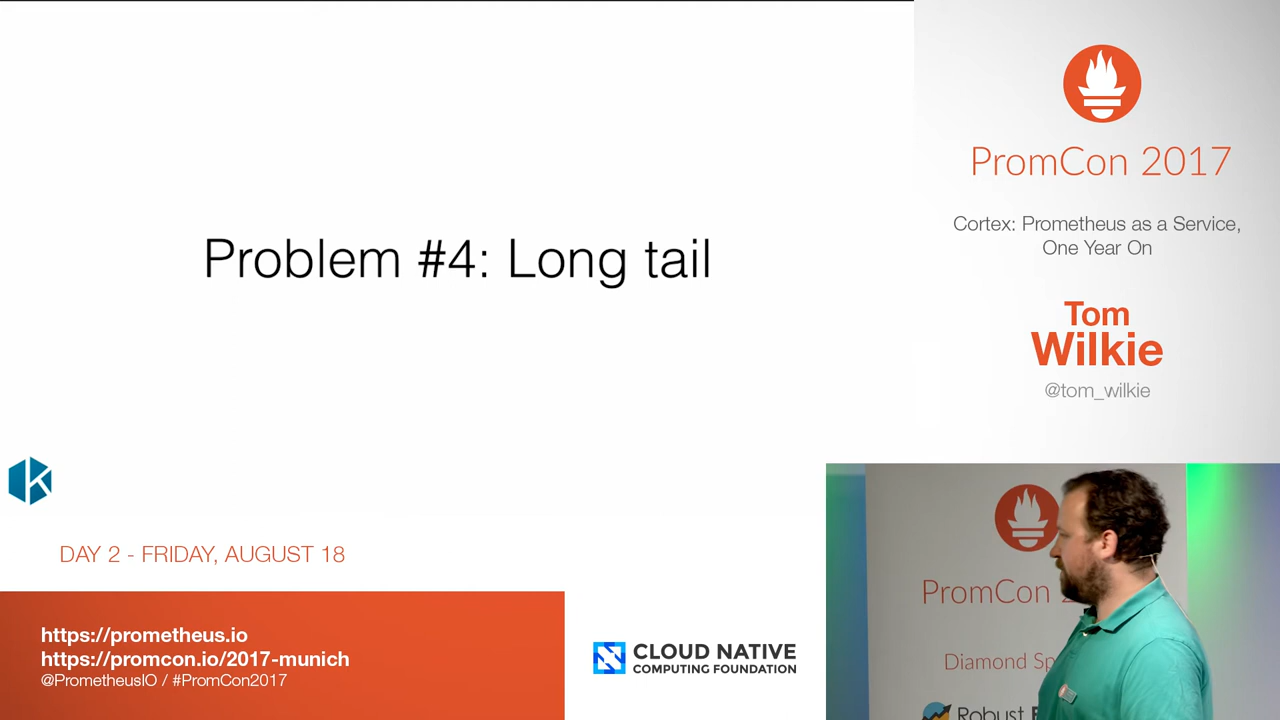 Problem #4: Long tail
PromCon 2017
Cortex: Prometheus as a Service,
One Year On
Tom
Wilkie
@tom_wilkie
DAY 2 - FRIDAY, AUGUST 18
https://prometheus.io
https://promcon.io/2017-munich
@PrometheusIO / #PromCon2017
CLOUD NATIVE
COMPUTING FOUNDATION
PromCon
Diamond
Robust